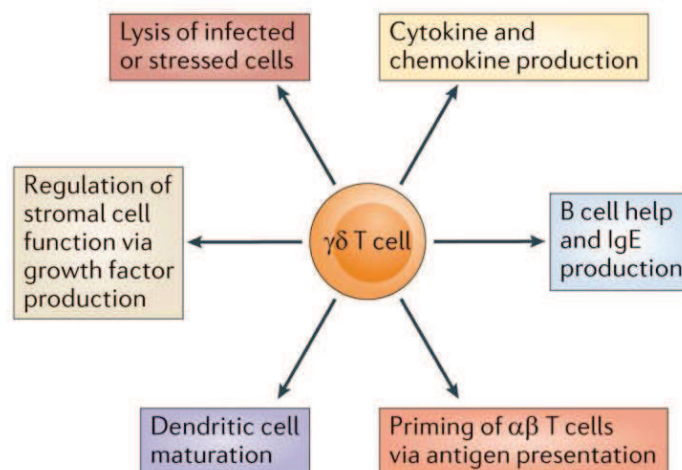 Lysis of infected
or stressed cells
Cytokine and
chemokine production
Regulation of
stromal cell
function via
growth factor
production
γδ T cell
B cell help
and IgE
production
Dendritic cell
maturation
Priming of αβ T cells
via antigen presentation